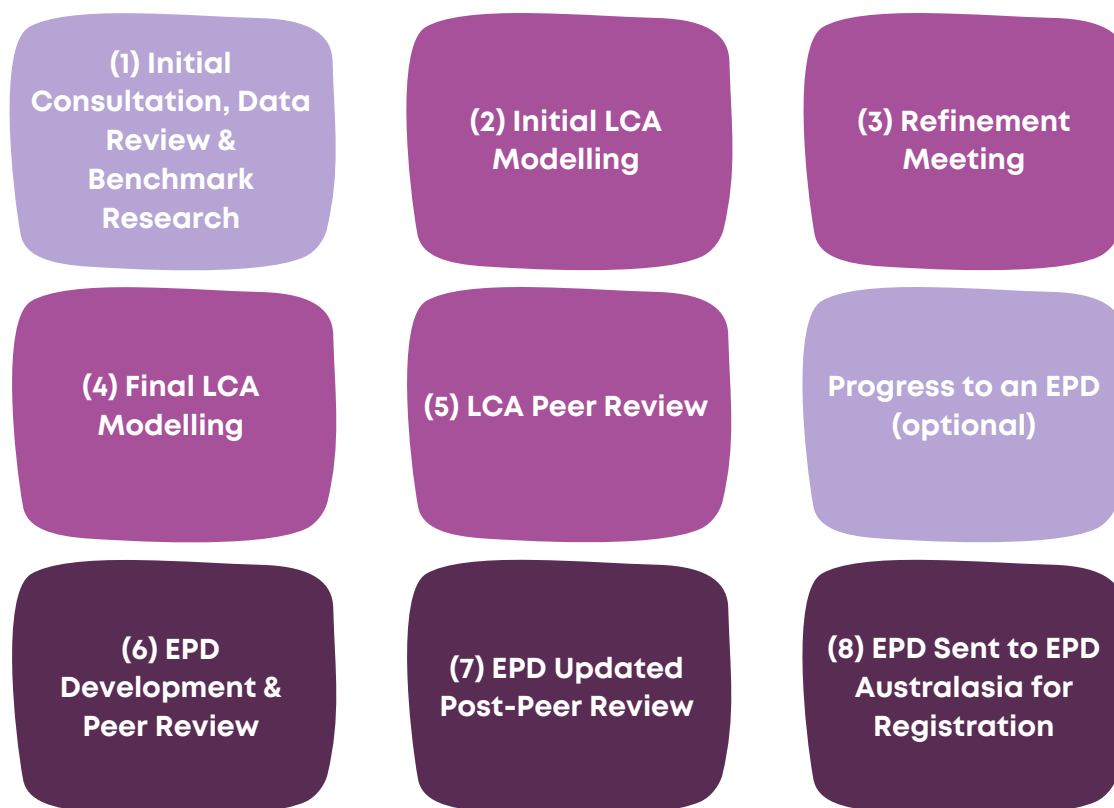 (1) Initial
Consultation, Data
Review &
Benchmark
Research
(2) Initial LCA
Modelling
(3) Refinement
Meeting
(4) Final LCA
Modelling
(5) LCA Peer Review
Progress to an EPD
(optional)
(6) EPD
Development &
Peer Review
(7) EPD Updated
Post-Peer Review
(8) EPD Sent to EPD
Australasia for
Registration